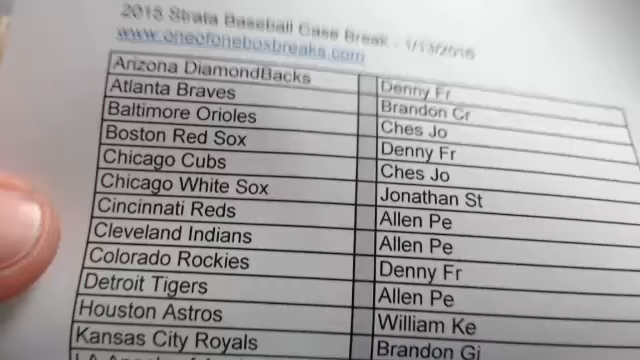 2015 Strata Baseball Case Break - 1/13/2016
www.oneofoneboxbreaks.com
Arizona DiamondBacks Denny Fr
Atlanta Braves Brandon Cr
Baltimore Orioles Ches Jo
Boston Red Sox Denny Fr
Chicago Cubs Ches Jo
Chicago White Sox Jonathan St
Cincinnati Reds Allen Pe
Cleveland Indians Allen Pe
Colorado Rockies Denny Fr
Detroit Tigers Allen Pe
Houston Astros William Ke
Kansas City Royals Brandon Gi